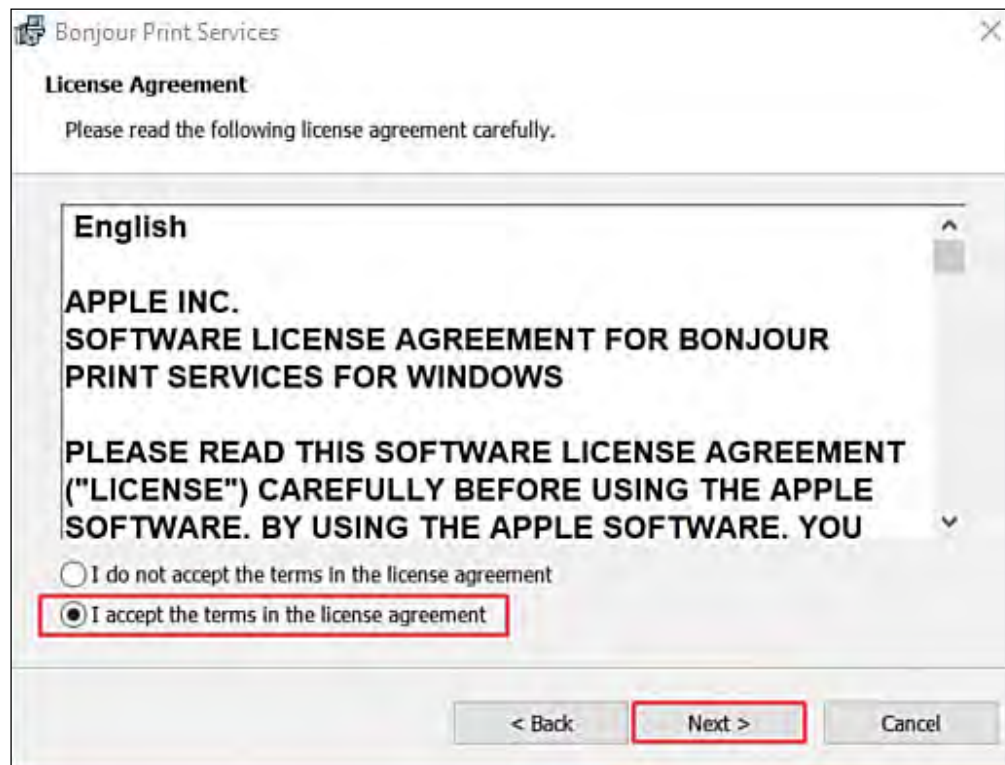 Bonjour Print Services
License Agreement
Please read the following license agreement carefully.
English
APPLE INC.
SOFTWARE LICENSE AGREEMENT FOR BONJOUR
PRINT SERVICES FOR WINDOWS
PLEASE READ THIS SOFTWARE LICENSE AGREEMENT
("LICENSE") CAREFULLY BEFORE USING THE APPLE
SOFTWARE. BY USING THE APPLE SOFTWARE. YOU
I do not accept the terms in the license agreement
I accept the terms in the license agreement
< Back Next > Cancel